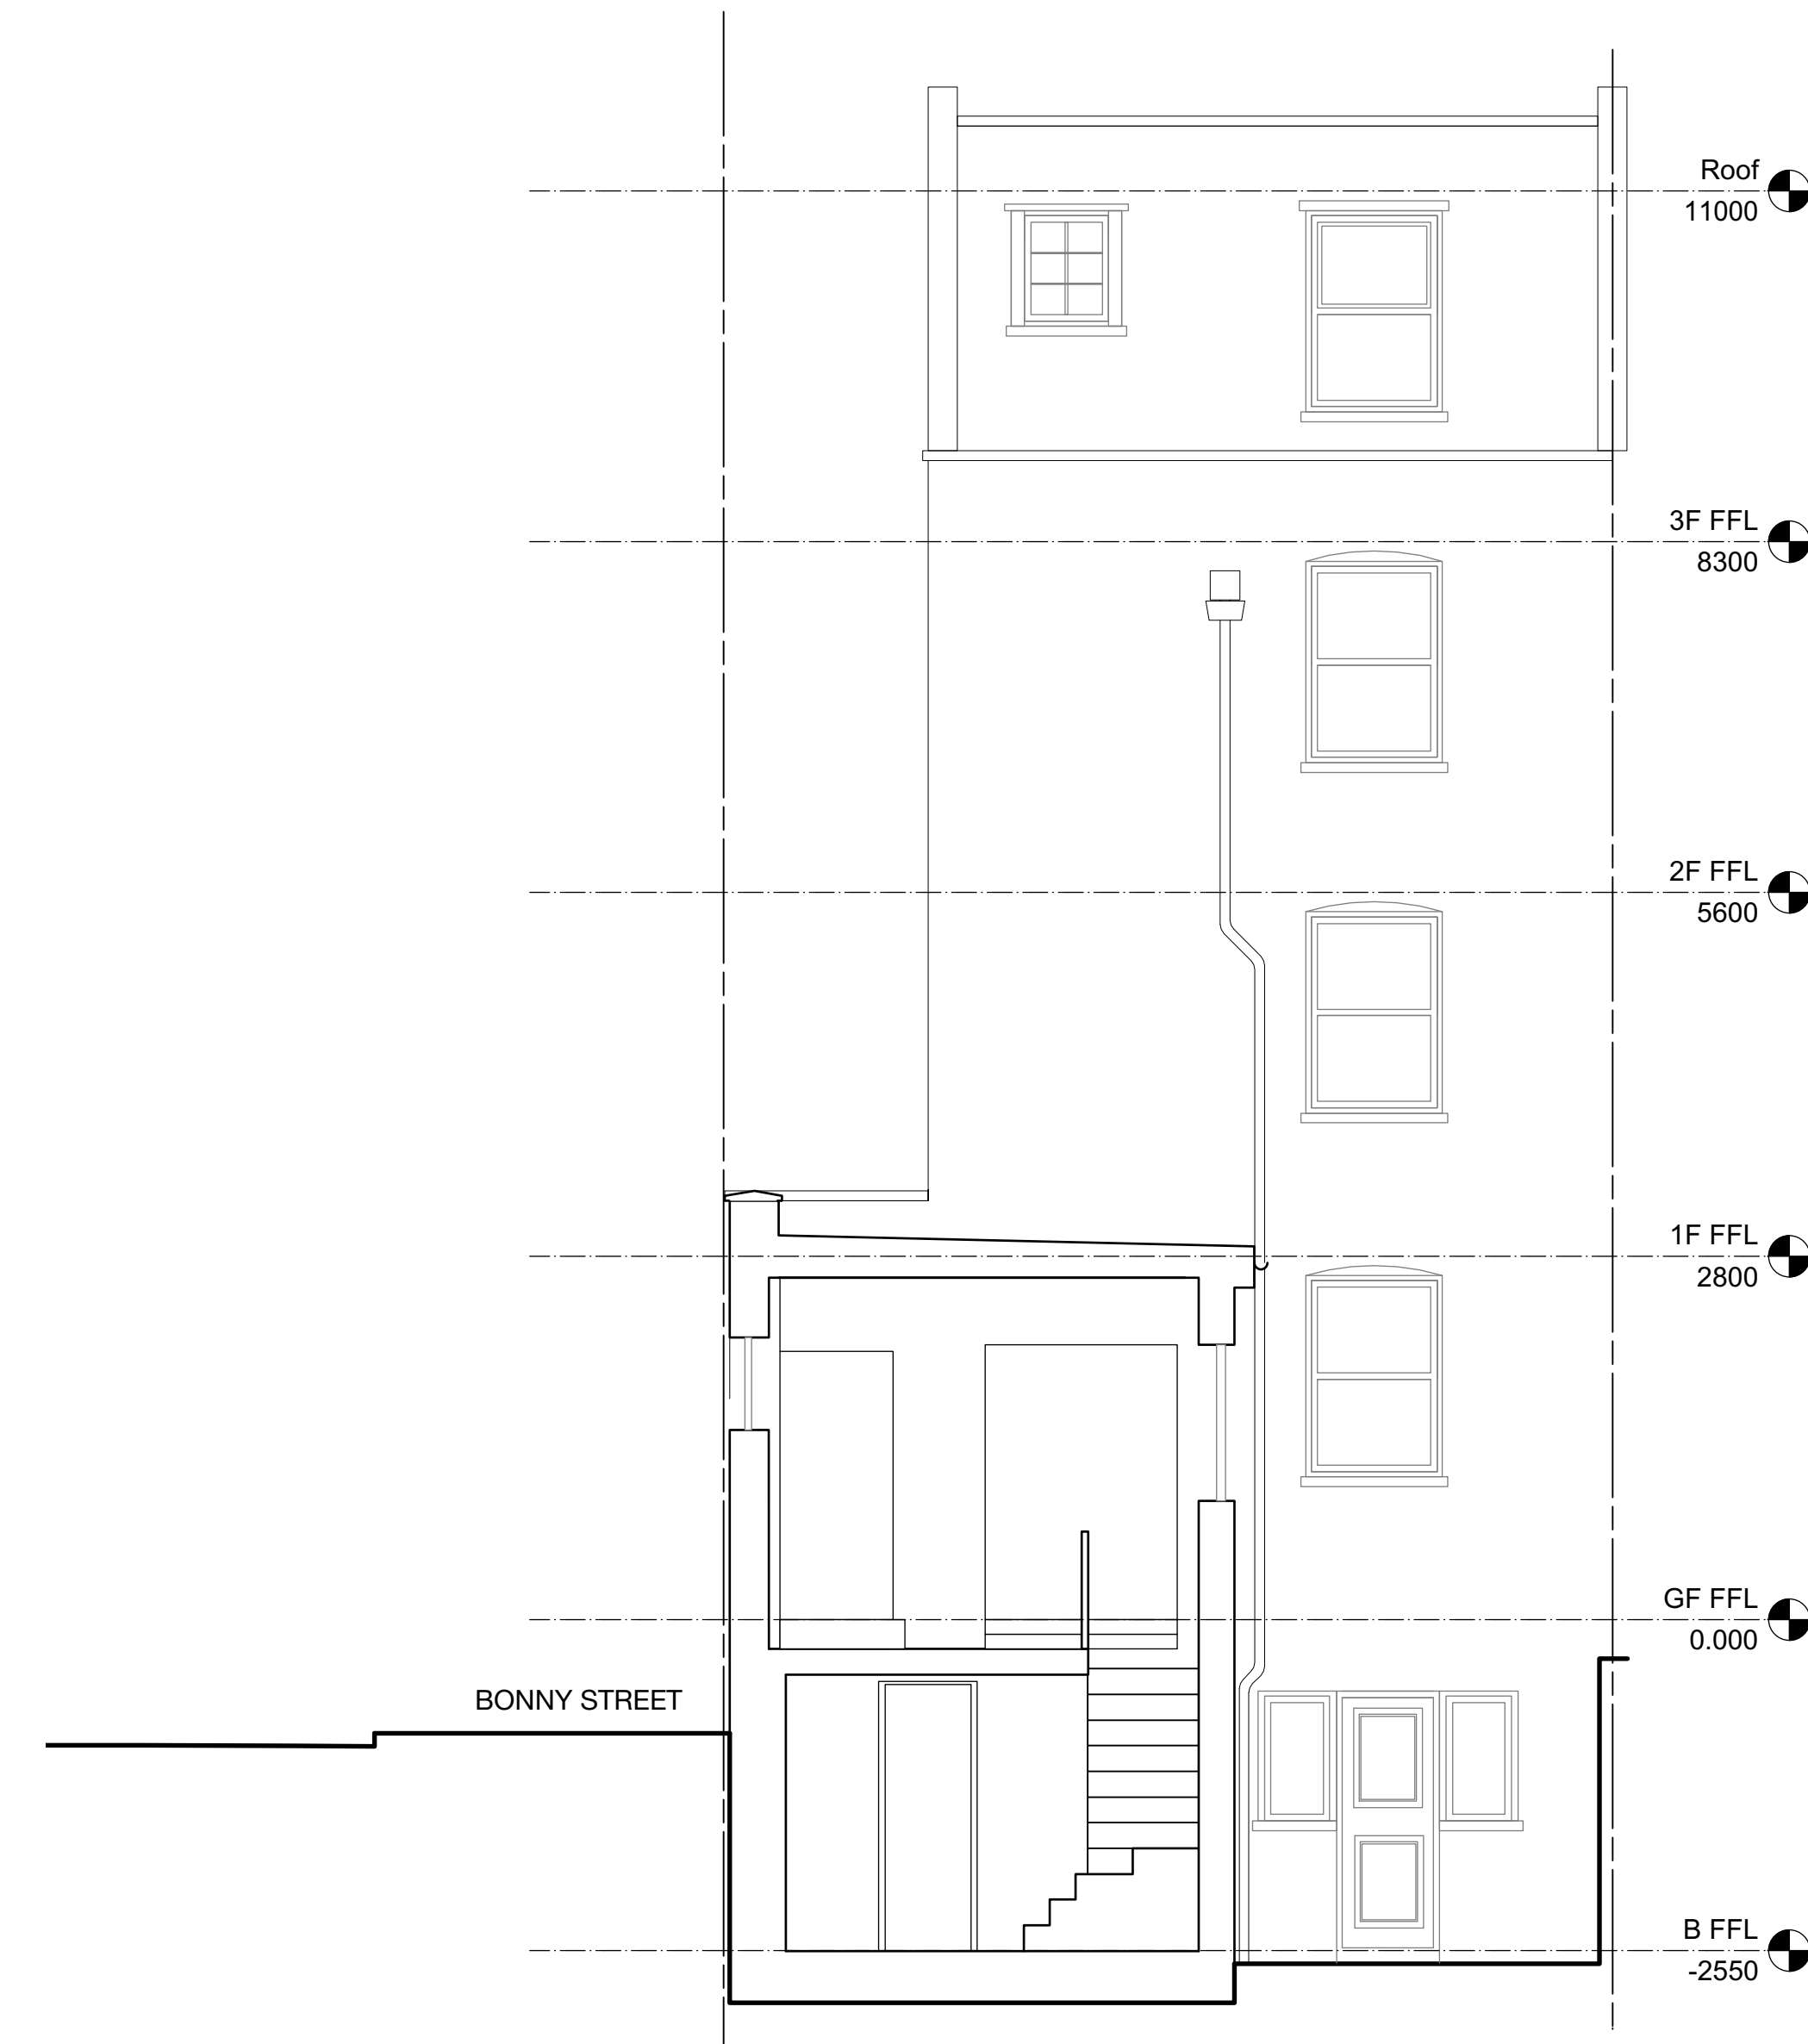 Roof
11000
3F FFL
8300
2F FFL
5600
1F FFL
2800
GF FFL
0.000
BONNY STREET
B FFL
-2550